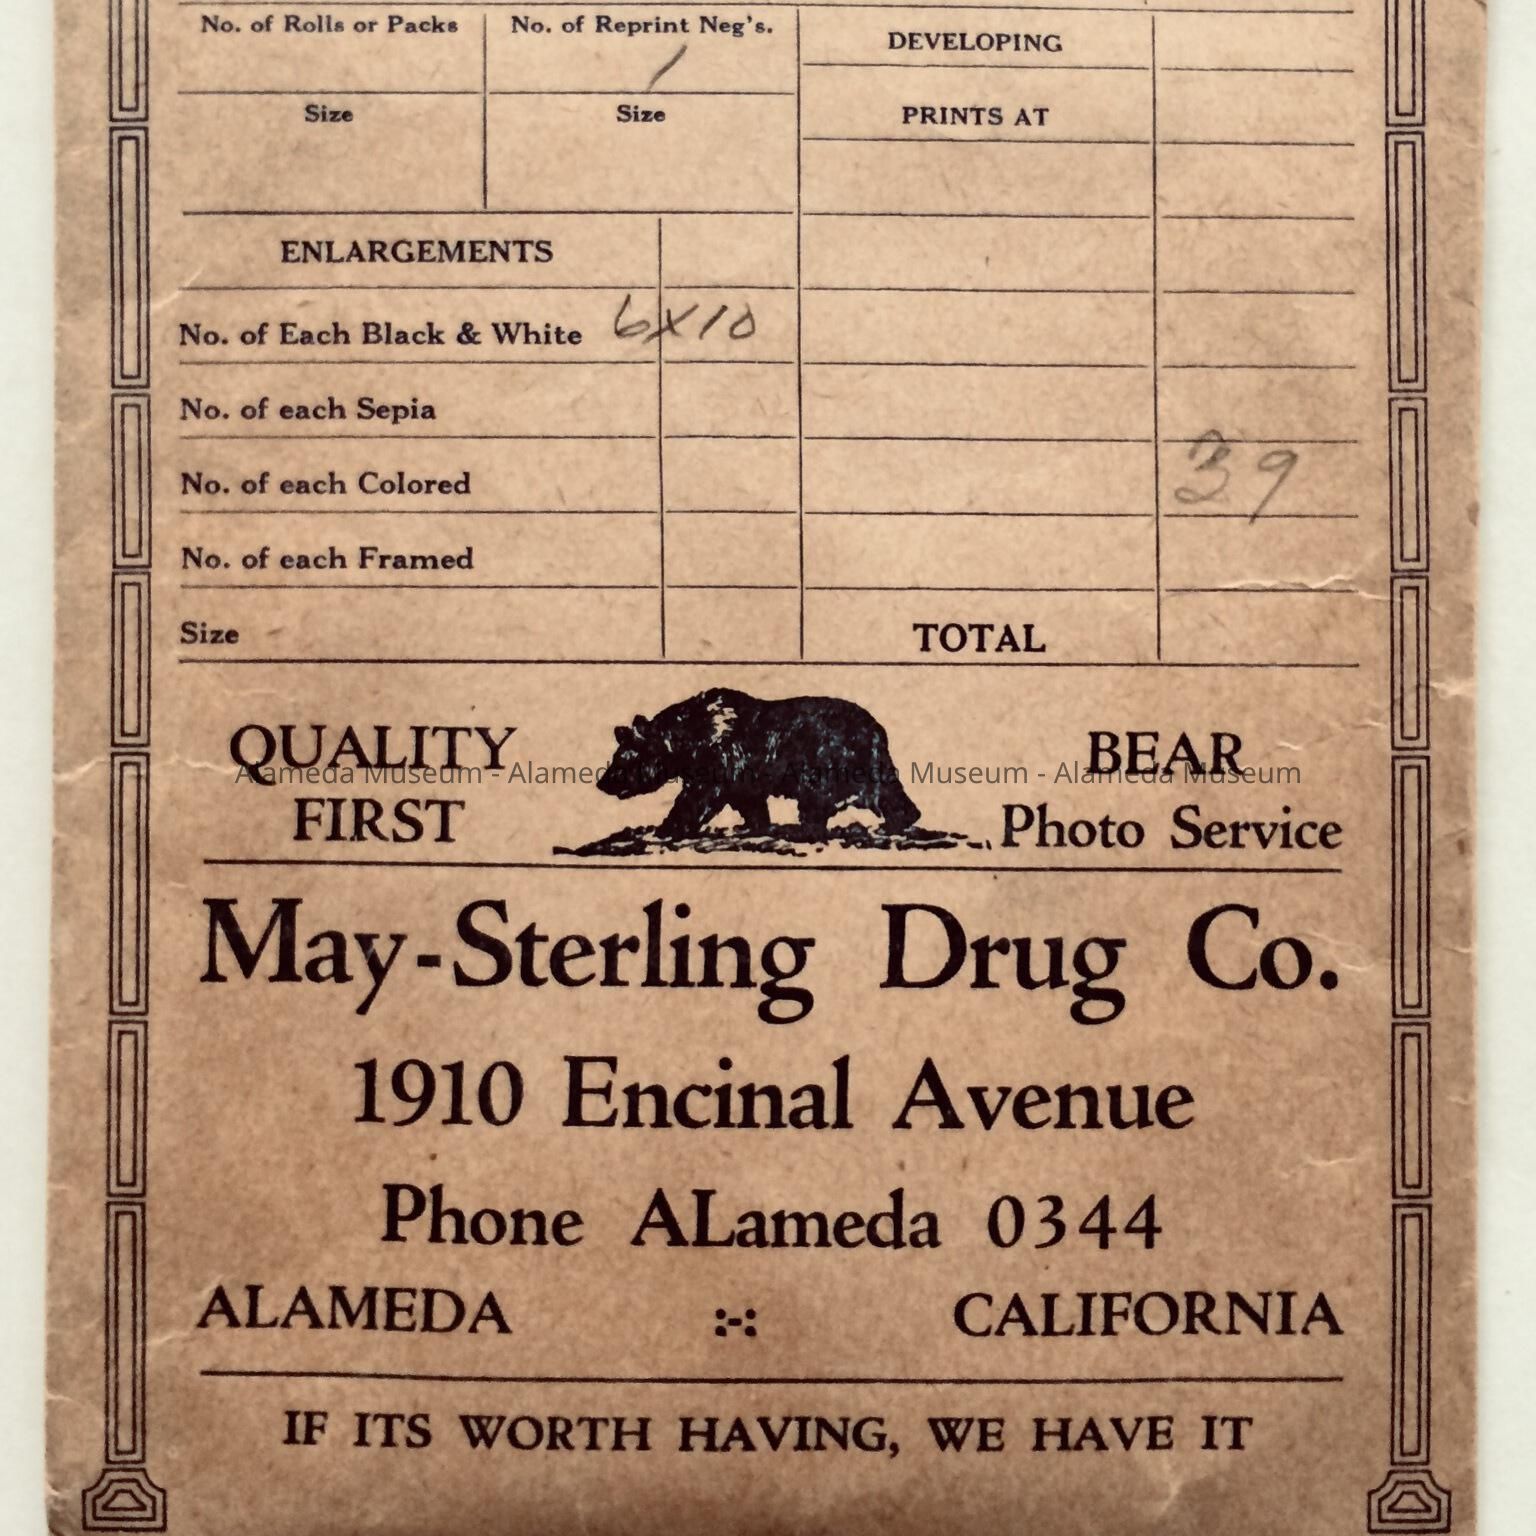 No. of Rolls or Packs
No. of Reprint Neg's.
DEVELOPING
/
Size
Size
PRINTS AT
ENLARGEMENTS
No. of Each Black & White 6X10
No. of each Sepia
No. of each Colored
39
No. of each Framed
Size
TOTAL
QUALITY
FIRST
BEAR
Photo Service
Alameda Museum - Alameda Museum - Alameda Museum - Alameda Museum
May-Sterling Drug Co.
1910 Encinal Avenue
Phone ALameda 0344
ALAMEDA :-: CALIFORNIA
IF ITS WORTH HAVING, WE HAVE IT